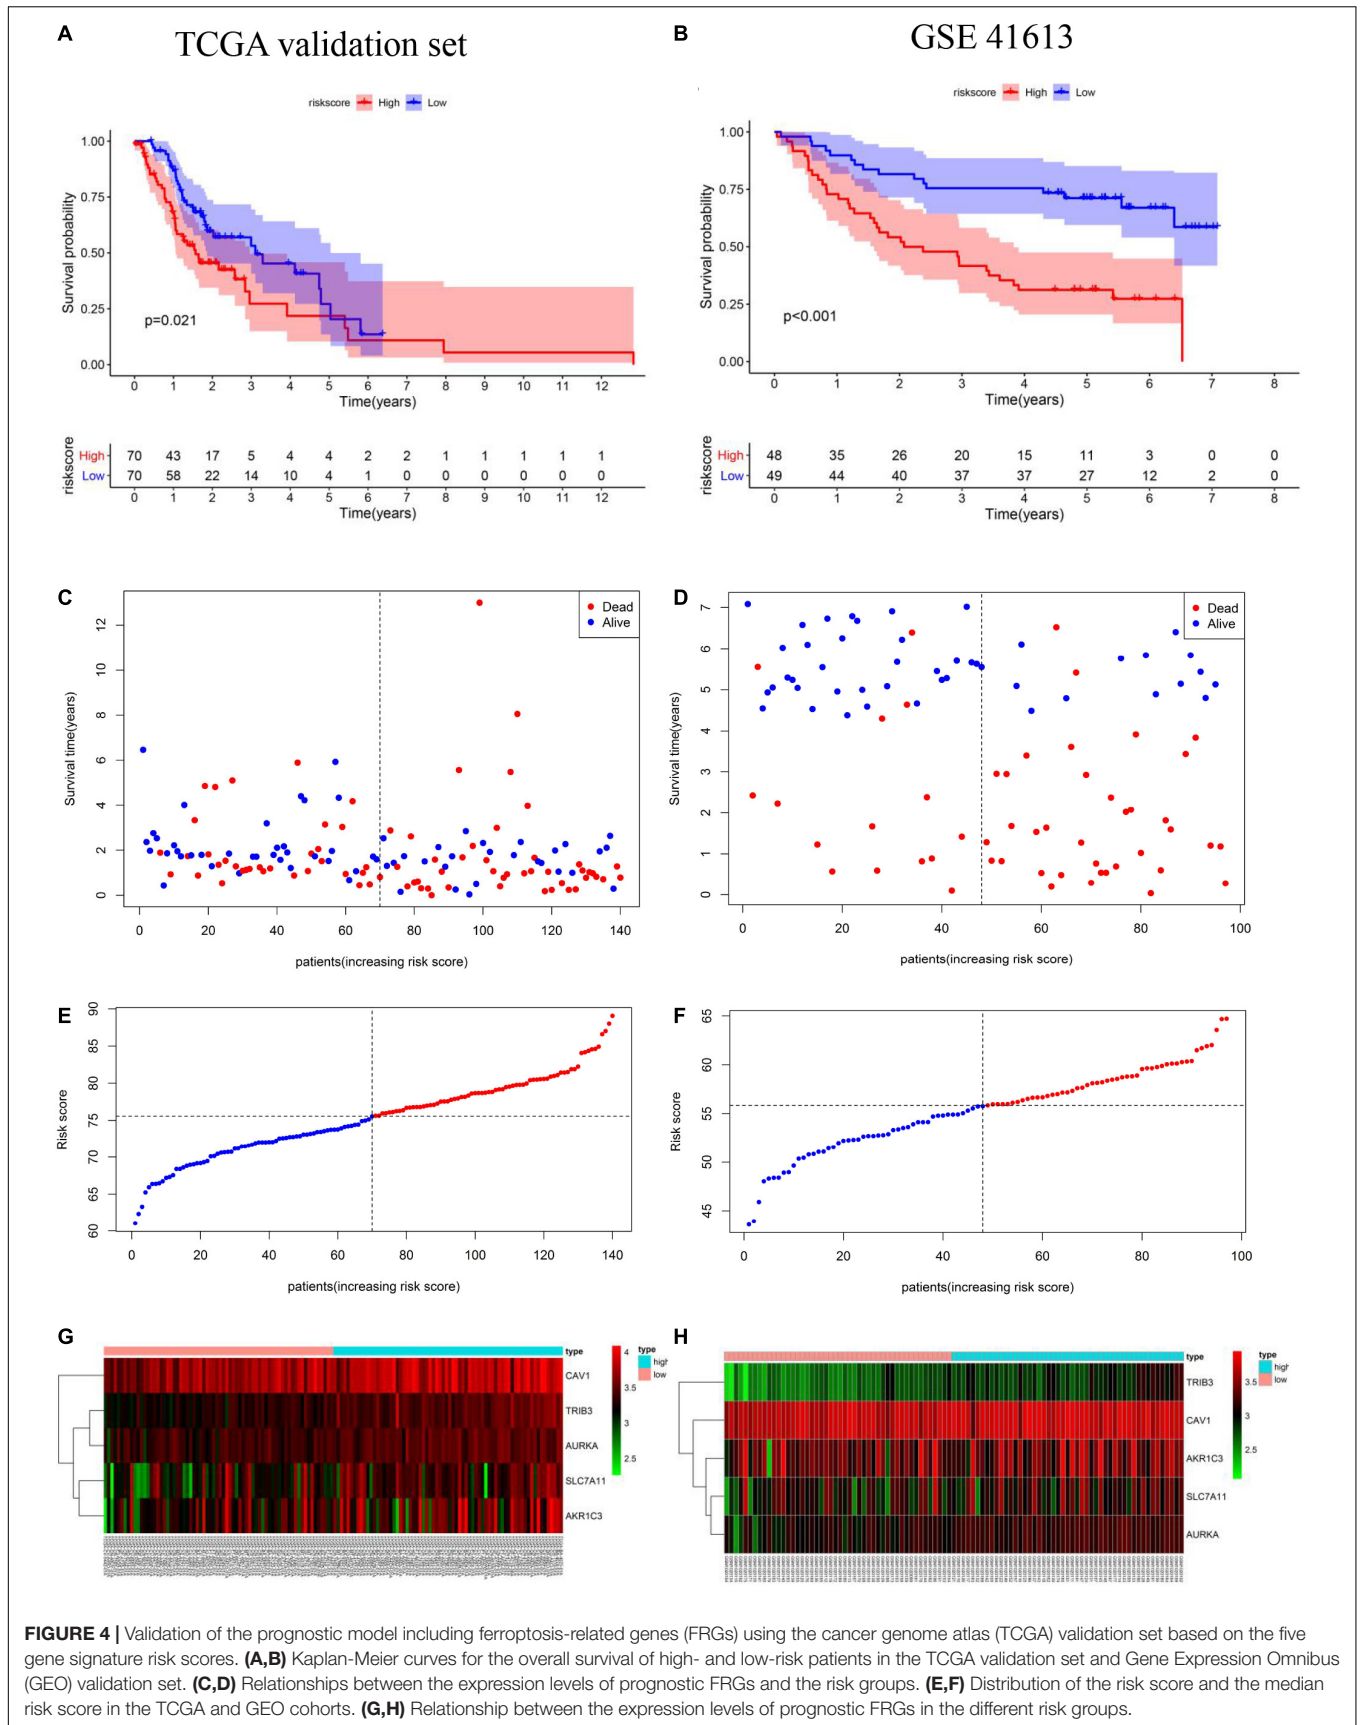 A
TCGA validation set
riskscore High Low
Survival probability
1.00
0.75
0.50
0.25
0.00
p=0.021
0 1 2 3 4 5 6 7 8 9 10 11 12
Time(years)
riskscore
High 70 43 17 5 4 4 2 2 1 1 1 1 1
Low 70 58 22 14 10 4 1 0 0 0 0 0 0
0 1 2 3 4 5 6 7 8 9 10 11 12
Time(years)
B
GSE 41613
riskscore High Low
Survival probability
1.00
0.75
0.50
0.25
0.00
p<0.001
0 1 2 3 4 5 6 7 8
Time(years)
riskscore
High 48 35 26 20 15 11 3 0 0
Low 49 44 40 37 37 27 12 2 0
0 1 2 3 4 5 6 7 8
Time(years)
C
Dead
Alive
Survival time(years)
12
10
8
6
4
2
0
0 20 40 60 80 100 120 140
patients(increasing risk score)
D
Dead
Alive
Survival time(years)
7
6
5
4
3
2
1
0
0 20 40 60 80 100
patients(increasing risk score)
E
Risk score
90
85
80
75
70
65
60
0 20 40 60 80 100 120 140
patients(increasing risk score)
F
Risk score
65
60
55
50
45
0 20 40 60 80 100
patients(increasing risk score)
G
type
CAV1
TRIB3
AURKA
SLC7A11
AKR1C3
4
3.5
3
2.5
type
high
low
H
type
TRIB3
CAV1
AKR1C3
SLC7A11
AURKA
3.5
3
2.5
type
high
low
FIGURE 4 | Validation of the prognostic model including ferroptosis-related genes (FRGs) using the cancer genome atlas (TCGA) validation set based on the five
gene signature risk scores. (A,B) Kaplan-Meier curves for the overall survival of high- and low-risk patients in the TCGA validation set and Gene Expression Omnibus
(GEO) validation set. (C,D) Relationships between the expression levels of prognostic FRGs and the risk groups. (E,F) Distribution of the risk score and the median
risk score in the TCGA and GEO cohorts. (G,H) Relationship between the expression levels of prognostic FRGs in the different risk groups.